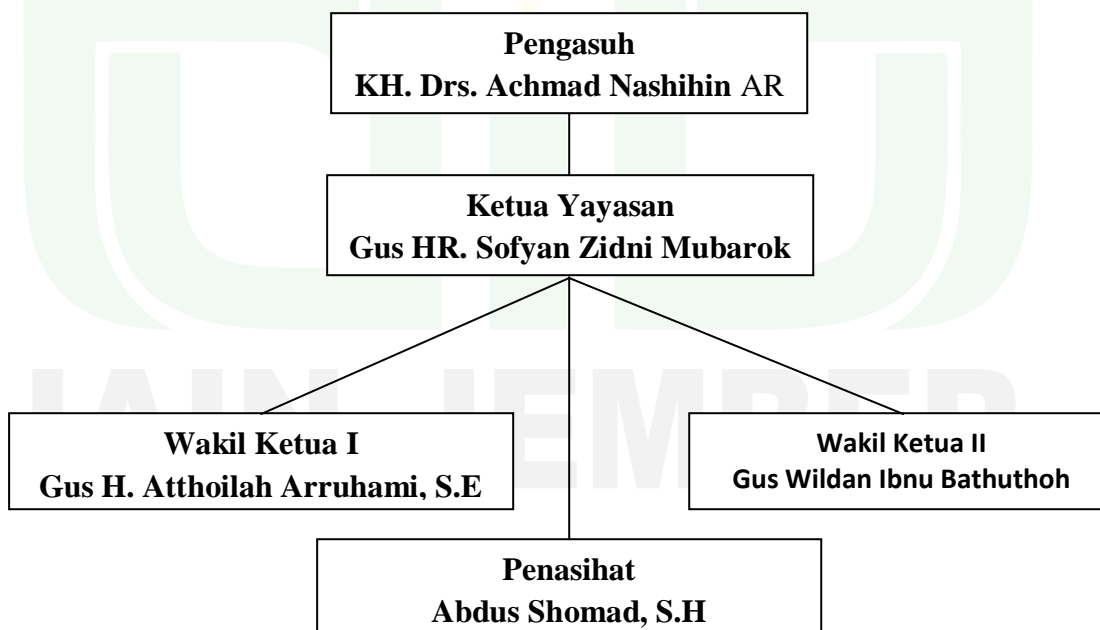 Pengasuh
KH. Drs. Achmad Nashihin AR
Ketua Yayasan
Gus HR. Sofyan Zidni Mubarok
Wakil Ketua I
Gus H. Atthoilah Arruhami, S.E
Wakil Ketua II
Gus Wildan Ibnu Bathuthoh
Penasihat
Abdus Shomad, S.H
IAIN JEMBER